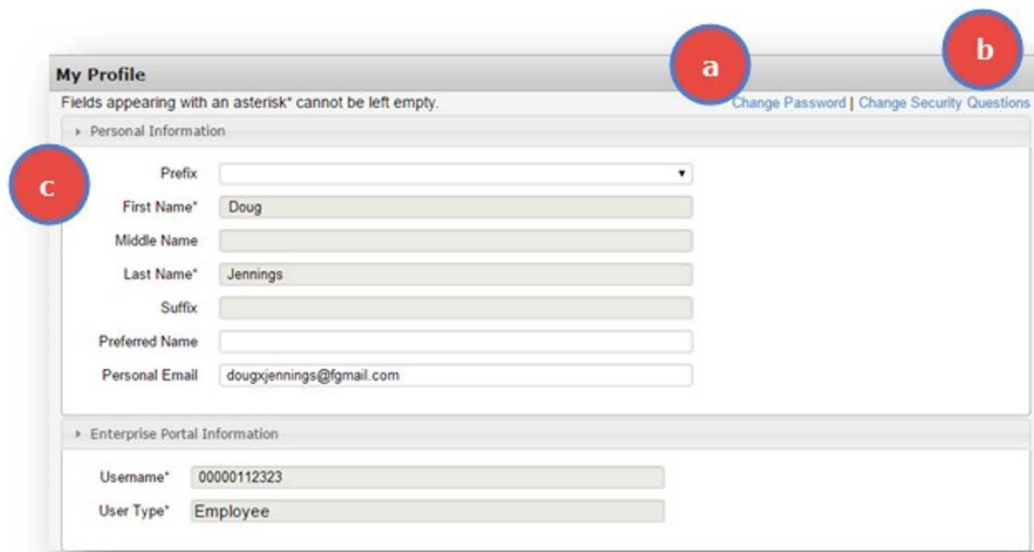 a
b
My Profile
Fields appearing with an asterisk* cannot be left empty.
Change Password | Change Security Questions
Personal Information
c
Prefix
First Name* Doug
Middle Name
Last Name* Jennings
Suffix
Preferred Name
Personal Email dougxjennings@fgmail.com
Enterprise Portal Information
Username* 00000112323
User Type* Employee